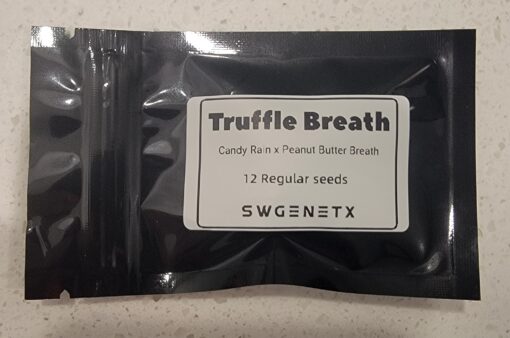 Truffle Breath
Candy Rain x Peanut Butter Breath
12 Regular seeds
SWGENETX